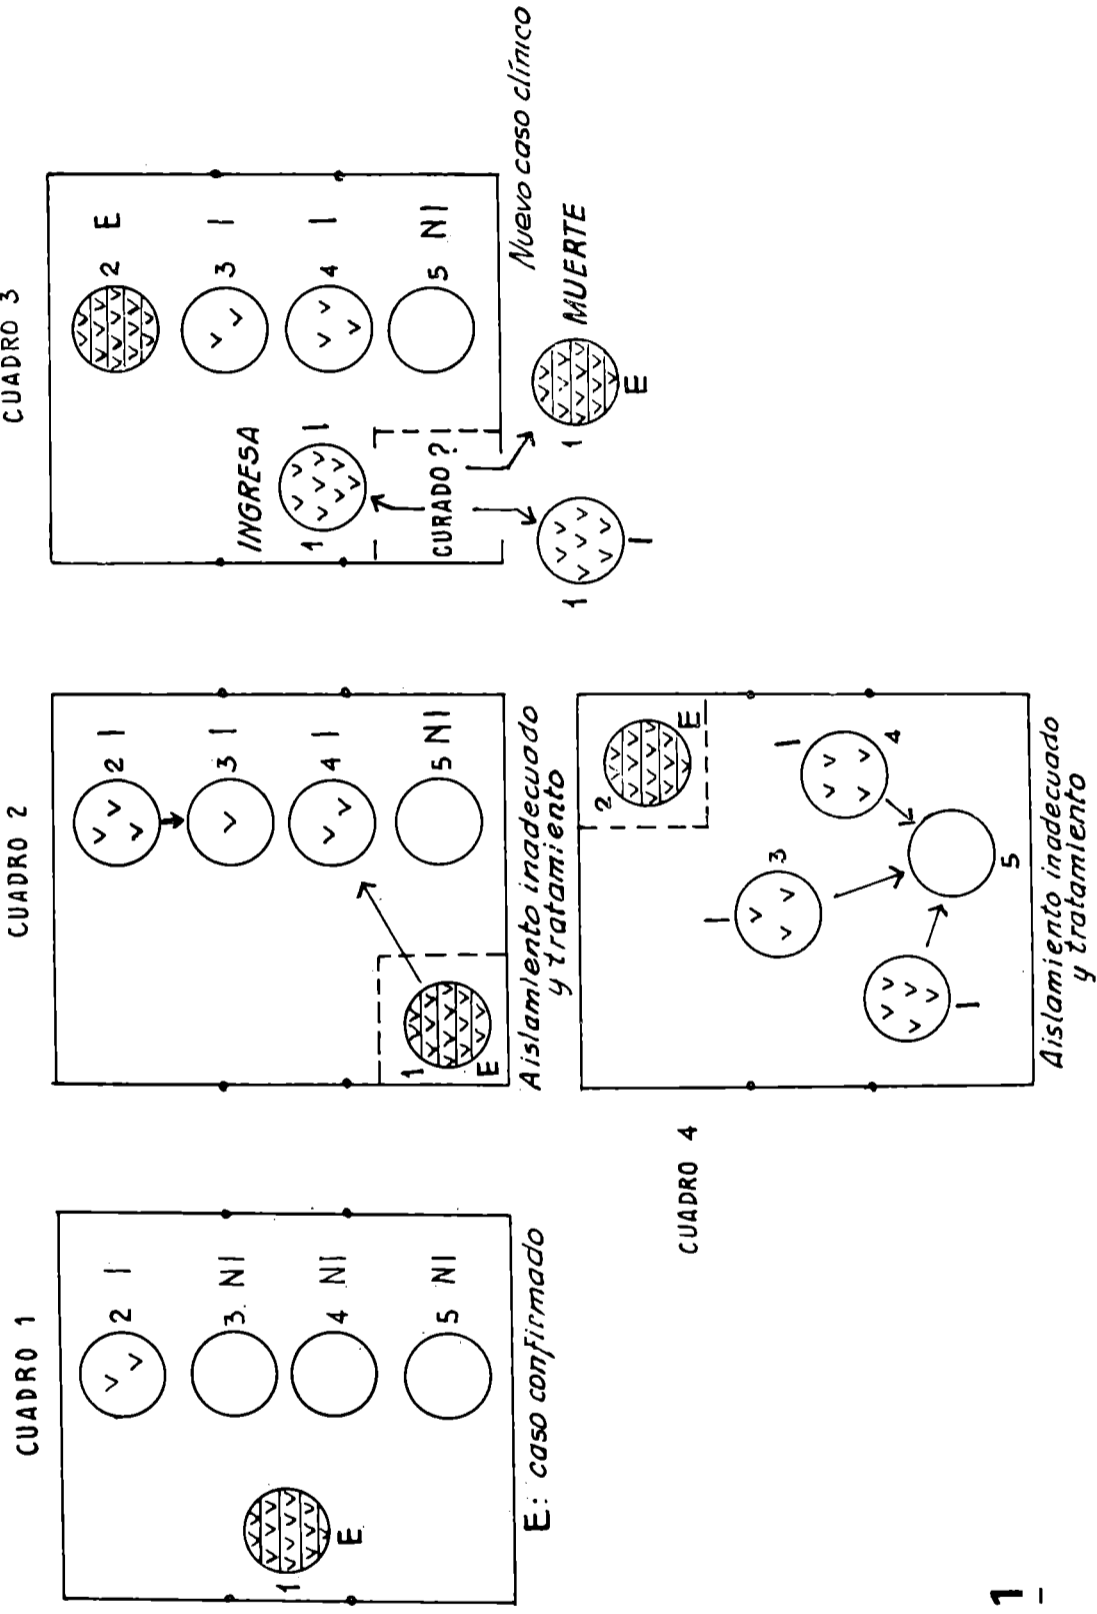 CUADRO 1
2 I
3. NI
4 NI
5 NI
1
E
E: caso confirmado
CUADRO 2
2 I
3 I
4 I
5 NI
1
E
Aislamiento inadecuado
y tratamiento
CUADRO 3
2 E
3 I
4 I
5 NI
INGRESA
1 I
CURADO ?
1 I
1 MUERTE
E
Nuevo caso clínico
CUADRO 4
2
E
I 3
I 4
I
5
Aislamiento inadecuado
y tratamiento
1